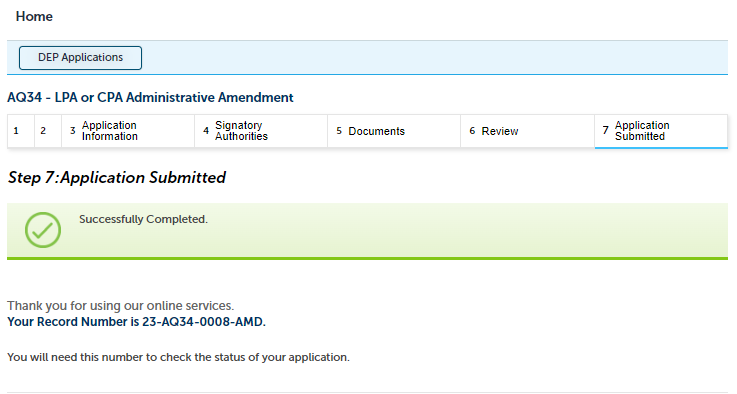 Home
DEP Applications
AQ34 - LPA or CPA Administrative Amendment
1 2 3 Application Information 4 Signatory Authorities 5 Documents 6 Review 7 Application Submitted
Step 7:Application Submitted
Successfully Completed.
Thank you for using our online services.
Your Record Number is 23-AQ34-0008-AMD.
You will need this number to check the status of your application.